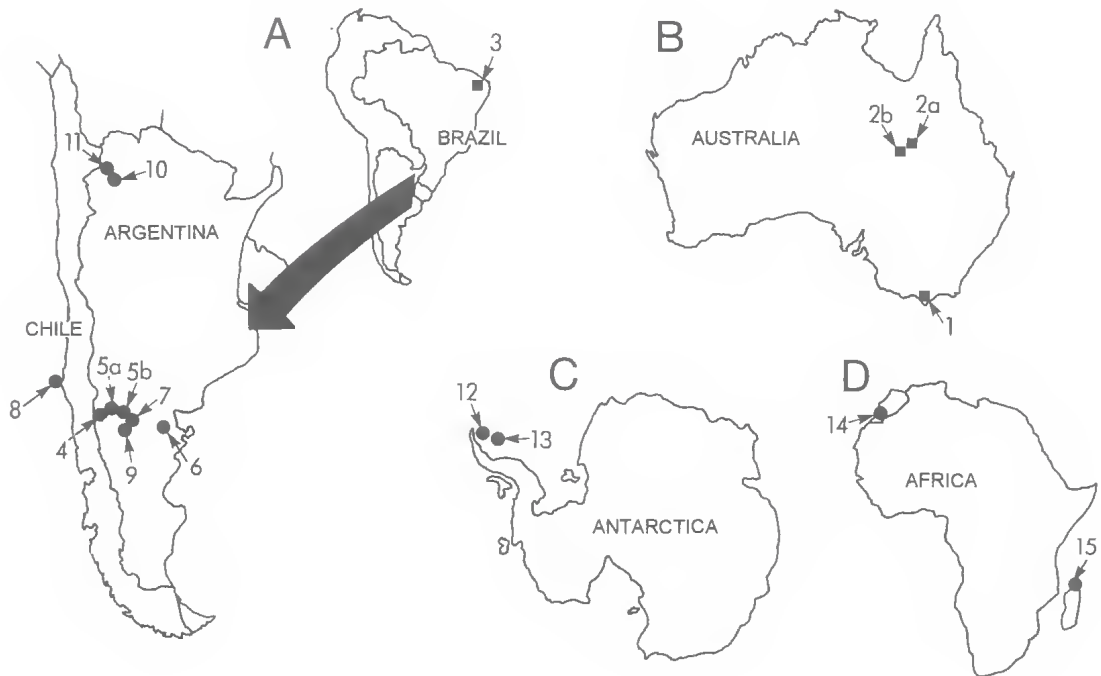 A
3
BRAZIL
11
10
ARGENTINA
CHILE
5a
5b
7
8
4
9
6
B
2a
2b
AUSTRALIA
1
C
12
13
ANTARCTICA
D
14
AFRICA
15